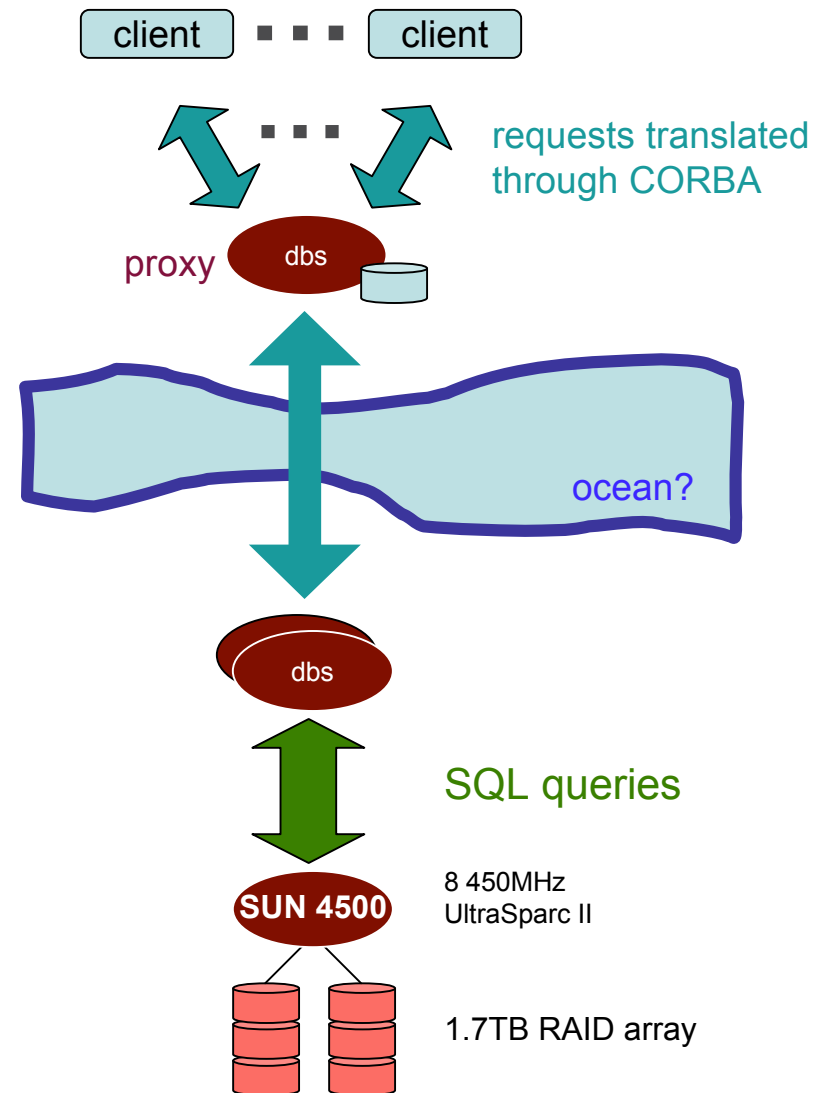 client
client
requests translated
through CORBA
proxy
dbs
ocean?
dbs
SQL queries
SUN 4500
8 450MHz
UltraSparc II
1.7TB RAID array